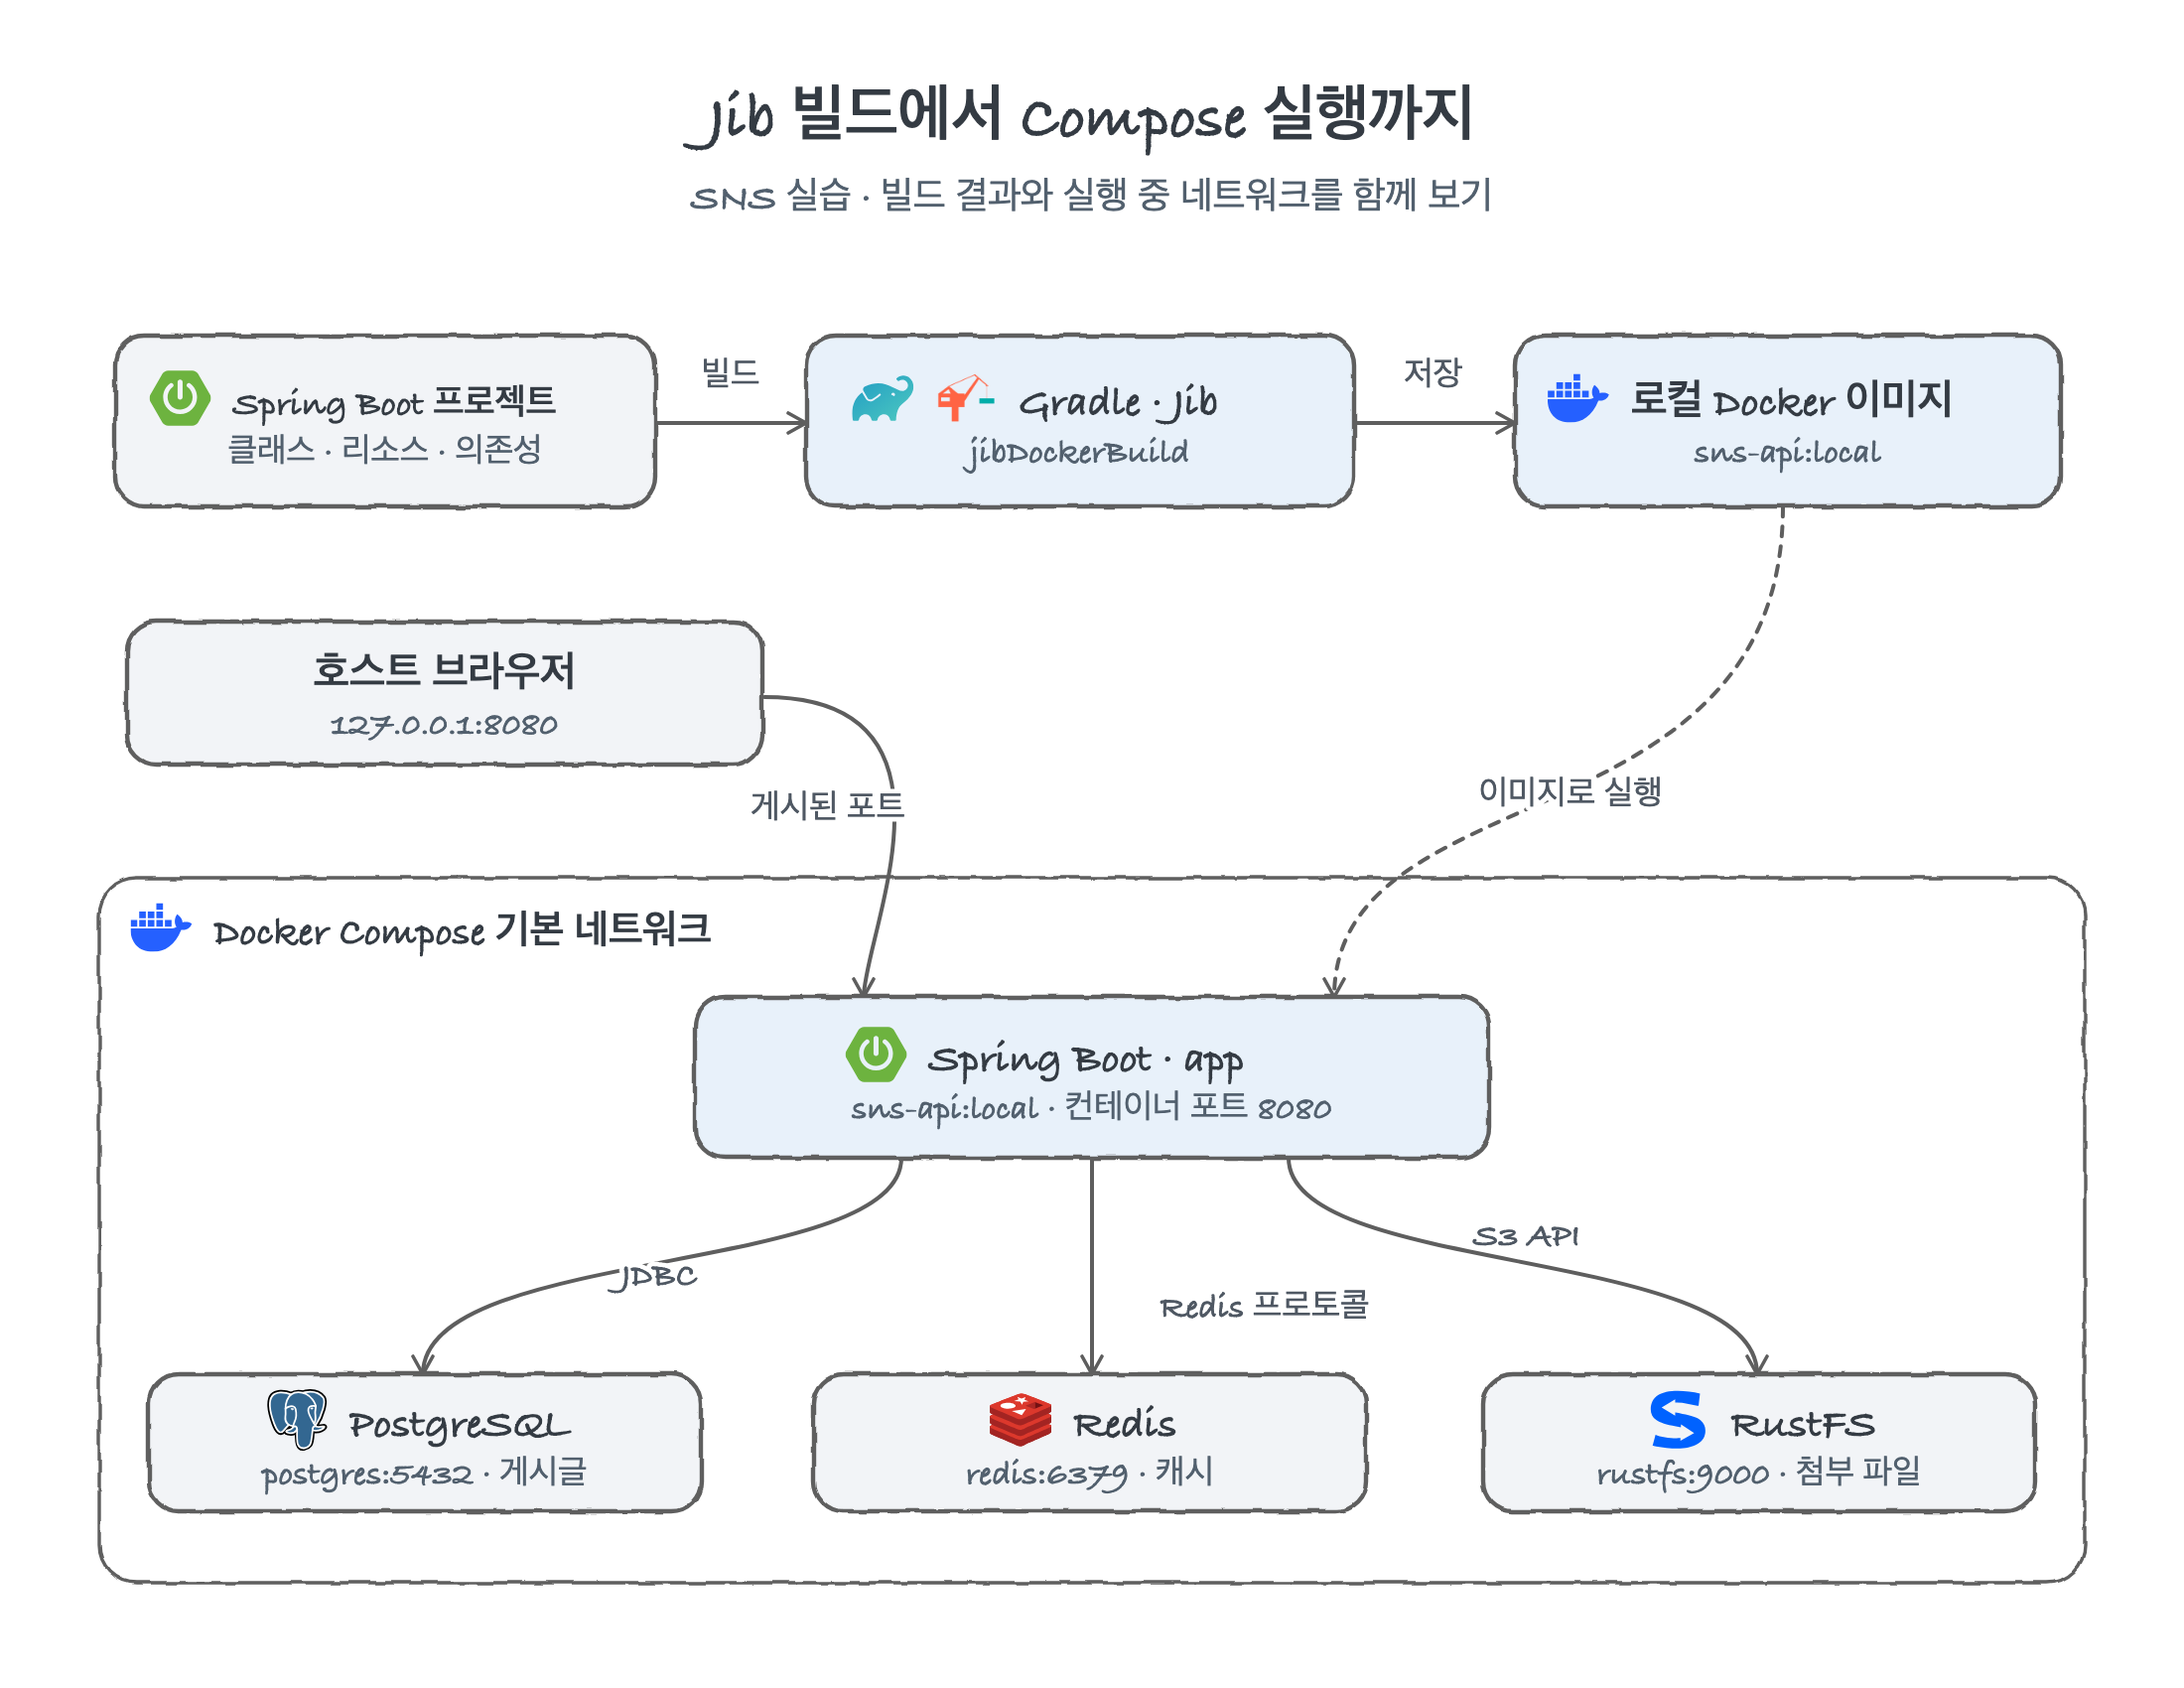 Jib 빌드에서 Compose 실행까지
SNS 실습 · 빌드 결과와 실행 중 네트워크를 함께 보기
Spring Boot 프로젝트
클래스 · 리소스 · 의존성
빌드
Gradle · Jib
jibDockerBuild
저장
로컬 Docker 이미지
sns-api:local
호스트 브라우저
127.0.0.1:8080
게시된 포트
이미지로 실행
Docker Compose 기본 네트워크
Spring Boot · app
sns-api:local · 컨테이너 포트 8080
JDBC
Redis 프로토콜
S3 API
PostgreSQL
postgres:5432 · 게시글
Redis
redis:6379 · 캐시
RustFS
rustfs:9000 · 첨부 파일